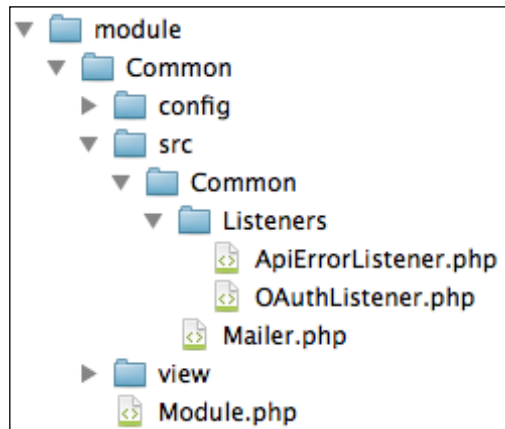 module
Common
config
src
Common
Listeners
ApiErrorListener.php
OAuthListener.php
Mailer.php
view
Module.php